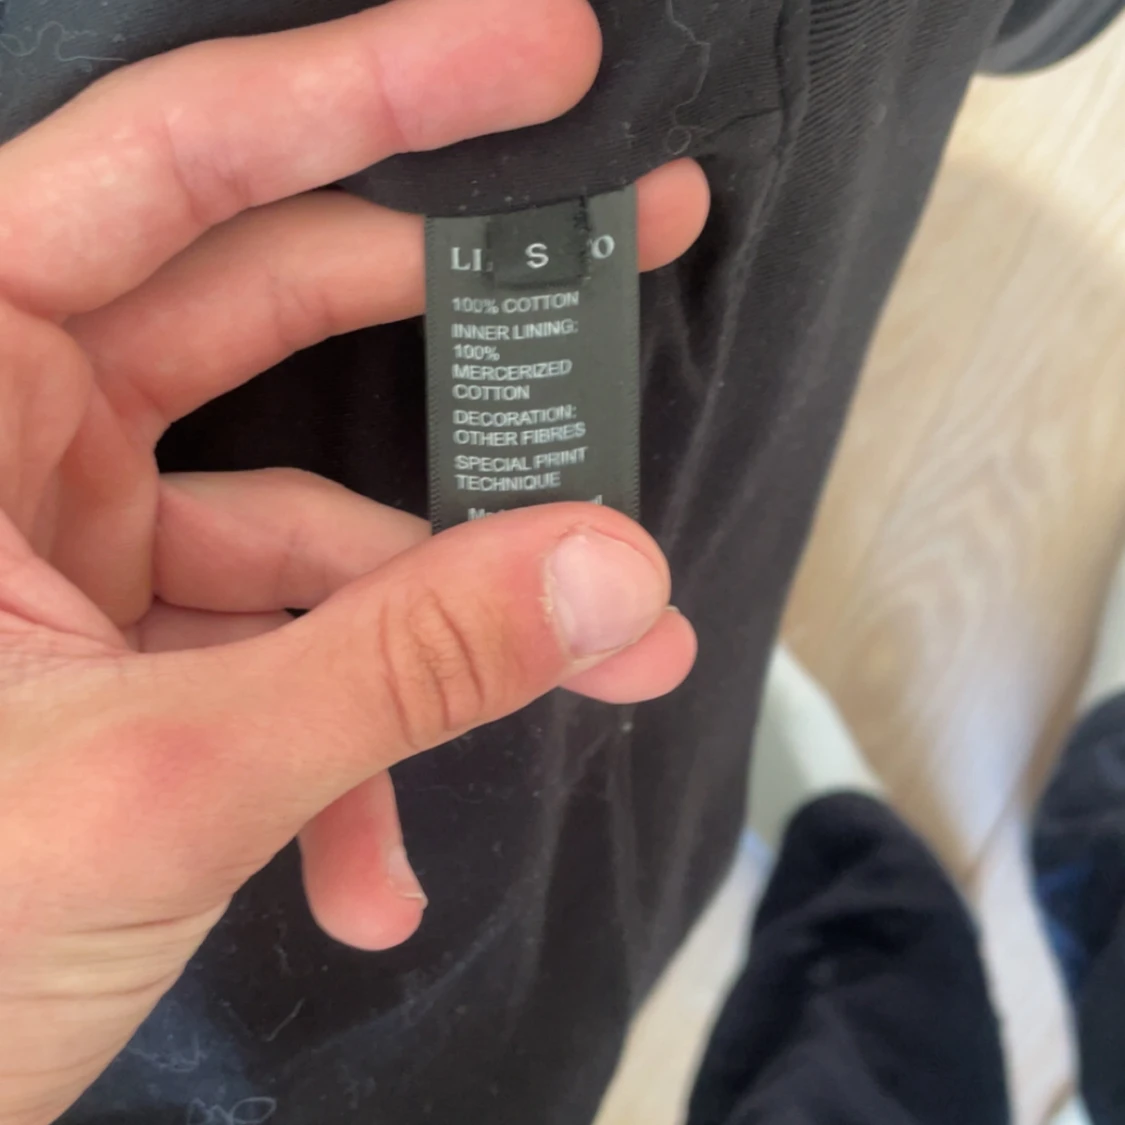 S
100% COTTON
INNER LINING:
100%
MERCERIZED
COTTON
DECORATION:
OTHER FIBRES
SPECIAL PRINT
TECHNIQUE